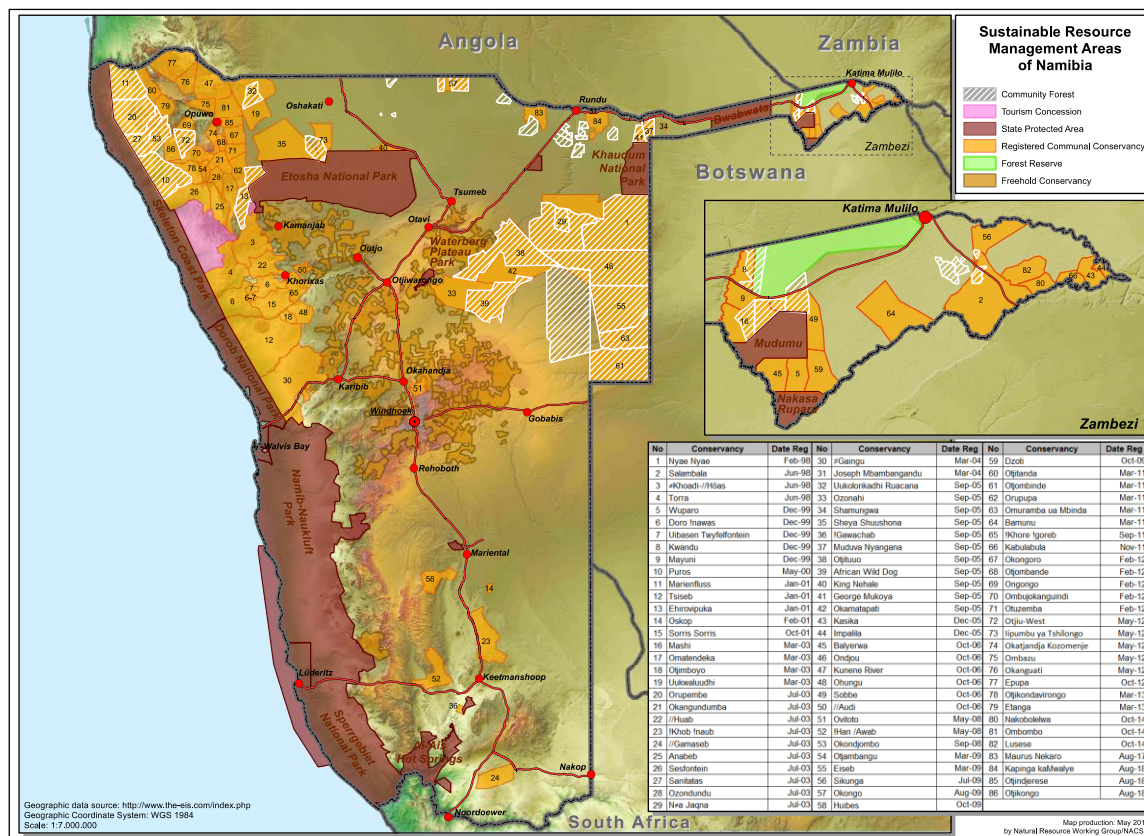 Angola
Zambia
Botswana
South Africa
Sustainable Resource
Management Areas
of Namibia
Community Forest
Tourism Concession
State Protected Area
Registered Communal Conservancy
Forest Reserve
Freehold Conservancy
Katima Mulilo
Bwabwata
Zambezi
Rundu
Oshakati
Opuwo
Etosha National Park
Khaudum
National
Park
Tsumeb
Otavi
Kamanjab
Outjo
Waterberg
Plateau
Park
Khorixas
Otjiwarongo
Skeleton Coast Park
Dorob National Park
Okahandja
Karibib
Windhoek
Gobabis
Walvis Bay
Rehoboth
Namib-Naukluft
Park
Mariental
Lüderitz
Keetmanshoop
Sperrgebiet
National Park
Hot Springs
Nakop
Noordoewer
Katima Mulilo
Mudumu
Nakasa
Rupara
Zambezi
No Conservancy Date Reg No Conservancy Date Reg No Conservancy Date Reg
1 Nyae Nyae Feb-98 30 ≠Gaingu Mar-04 59 Dzoti Oct-09
2 Salambala Jun-98 31 Joseph Mbambangandu Mar-04 60 Otjitanda Mar-11
3 ≠Khoadi-//Hôas Jun-98 32 Uukolonkadhi Ruacana Sep-05 61 Otjombinde Mar-11
4 Torra Jun-98 33 Ozonahi Sep-05 62 Orupupa Mar-11
5 Wuparo Dec-99 34 Shamungwa Sep-05 63 Omuramba ua Mbinda Mar-11
6 Doro !nawas Dec-99 35 Sheya Shuushona Sep-05 64 Bamunu Mar-11
7 Uibasen Twyfelfontein Dec-99 36 !Gawachab Sep-05 65 !Khore !goreb Sep-11
8 Kwandu Dec-99 37 Muduva Nyangana Sep-05 66 Kabulabula Nov-11
9 Mayuni Dec-99 38 Otjituuo Sep-05 67 Okongoro Feb-12
10 Puros May-00 39 African Wild Dog Sep-05 68 Otjombande Feb-12
11 Marienfluss Jan-01 40 King Nehale Sep-05 69 Ongongo Feb-12
12 Tsiseb Jan-01 41 George Mukoya Sep-05 70 Ombujokanguindi Feb-12
13 Ehirovipuka Jan-01 42 Okamatapati Sep-05 71 Otuzemba Feb-12
14 Oskop Feb-01 43 Kasika Dec-05 72 Otjiu-West May-12
15 Sorris Sorris Oct-01 44 Impalila Dec-05 73 Iipumbu ya Tshilongo May-12
16 Mashi Mar-03 45 Balyerwa Oct-06 74 Okatjandja Kozomenje May-12
17 Omatendeka Mar-03 46 Ondjou Oct-06 75 Ombazu May-12
18 Otjimboyo Mar-03 47 Kunene River Oct-06 76 Okanguati May-12
19 Uukwaluudhi Mar-03 48 Ohungu Oct-06 77 Epupa Oct-12
20 Orupembe Jul-03 49 Sobbe Oct-06 78 Otjikondavirongo Mar-13
21 Okangundumba Jul-03 50 //Audi Oct-06 79 Etanga Mar-13
22 //Huab Jul-03 51 Ovitoto May-08 80 Nakobolelwa Oct-14
23 !Khob !naub Jul-03 52 !Han /Awab May-08 81 Ombombo Oct-14
24 //Gamaseb Jul-03 53 Okondjombo Sep-08 82 Lusese Oct-14
25 Anabeb Jul-03 54 Otjambangu Mar-09 83 Maurus Nekaro Aug-17
26 Sesfontein Jul-03 55 Eiseb Mar-09 84 Kapinga kaMwalye Aug-18
27 Sanitatas Jul-03 56 Sikunga Jul-09 85 Otjindjerese Aug-18
28 Ozondundu Jul-03 57 Okongo Aug-09 86 Otjikongo Aug-18
29 N≠a Jaqna Jul-03 58 Huibes Oct-09
Geographic data source: http://www.the-eis.com/index.php
Geographic Coordinate System: WGS 1984
Scale: 1:7.000.000
Map production: May 201
by Natural Resource Working Group/NACS